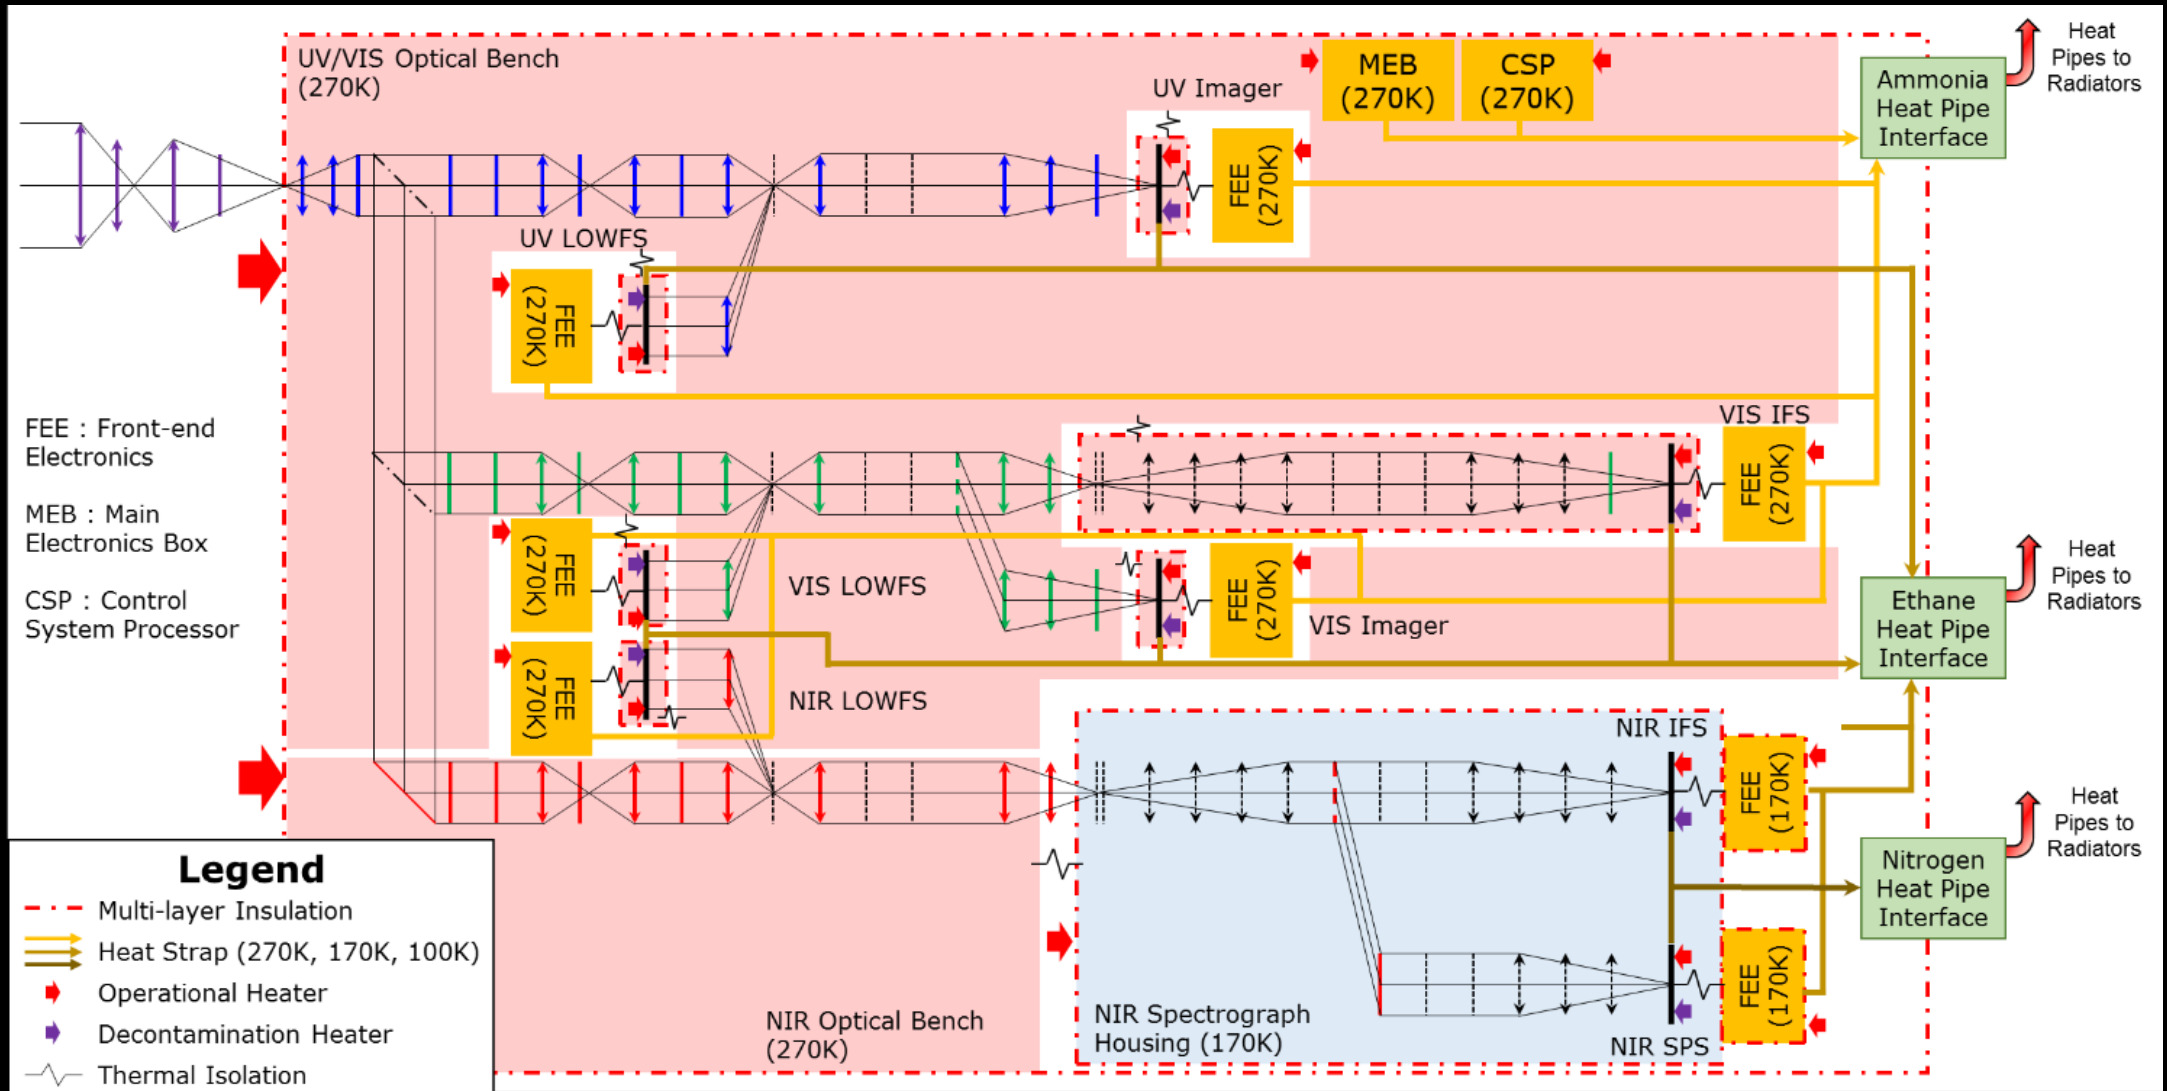 UV/VIS Optical Bench
(270K)
UV Imager
MEB
(270K)
CSP
(270K)
Ammonia
Heat Pipe
Interface
Heat
Pipes to
Radiators
FEE
(270K)
UV LOWFS
FEE
(270K)
FEE : Front-end
Electronics
MEB : Main
Electronics Box
CSP : Control
System Processor
VIS IFS
FEE
(270K)
FEE
(270K)
VIS LOWFS
FEE
(270K)
VIS Imager
Ethane
Heat Pipe
Interface
Heat
Pipes to
Radiators
FEE
(270K)
NIR LOWFS
NIR IFS
FEE
(170K)
Nitrogen
Heat Pipe
Interface
Heat
Pipes to
Radiators
FEE
(170K)
NIR Spectrograph
Housing (170K)
NIR SPS
NIR Optical Bench
(270K)
Legend
Multi-layer Insulation
Heat Strap (270K, 170K, 100K)
Operational Heater
Decontamination Heater
Thermal Isolation